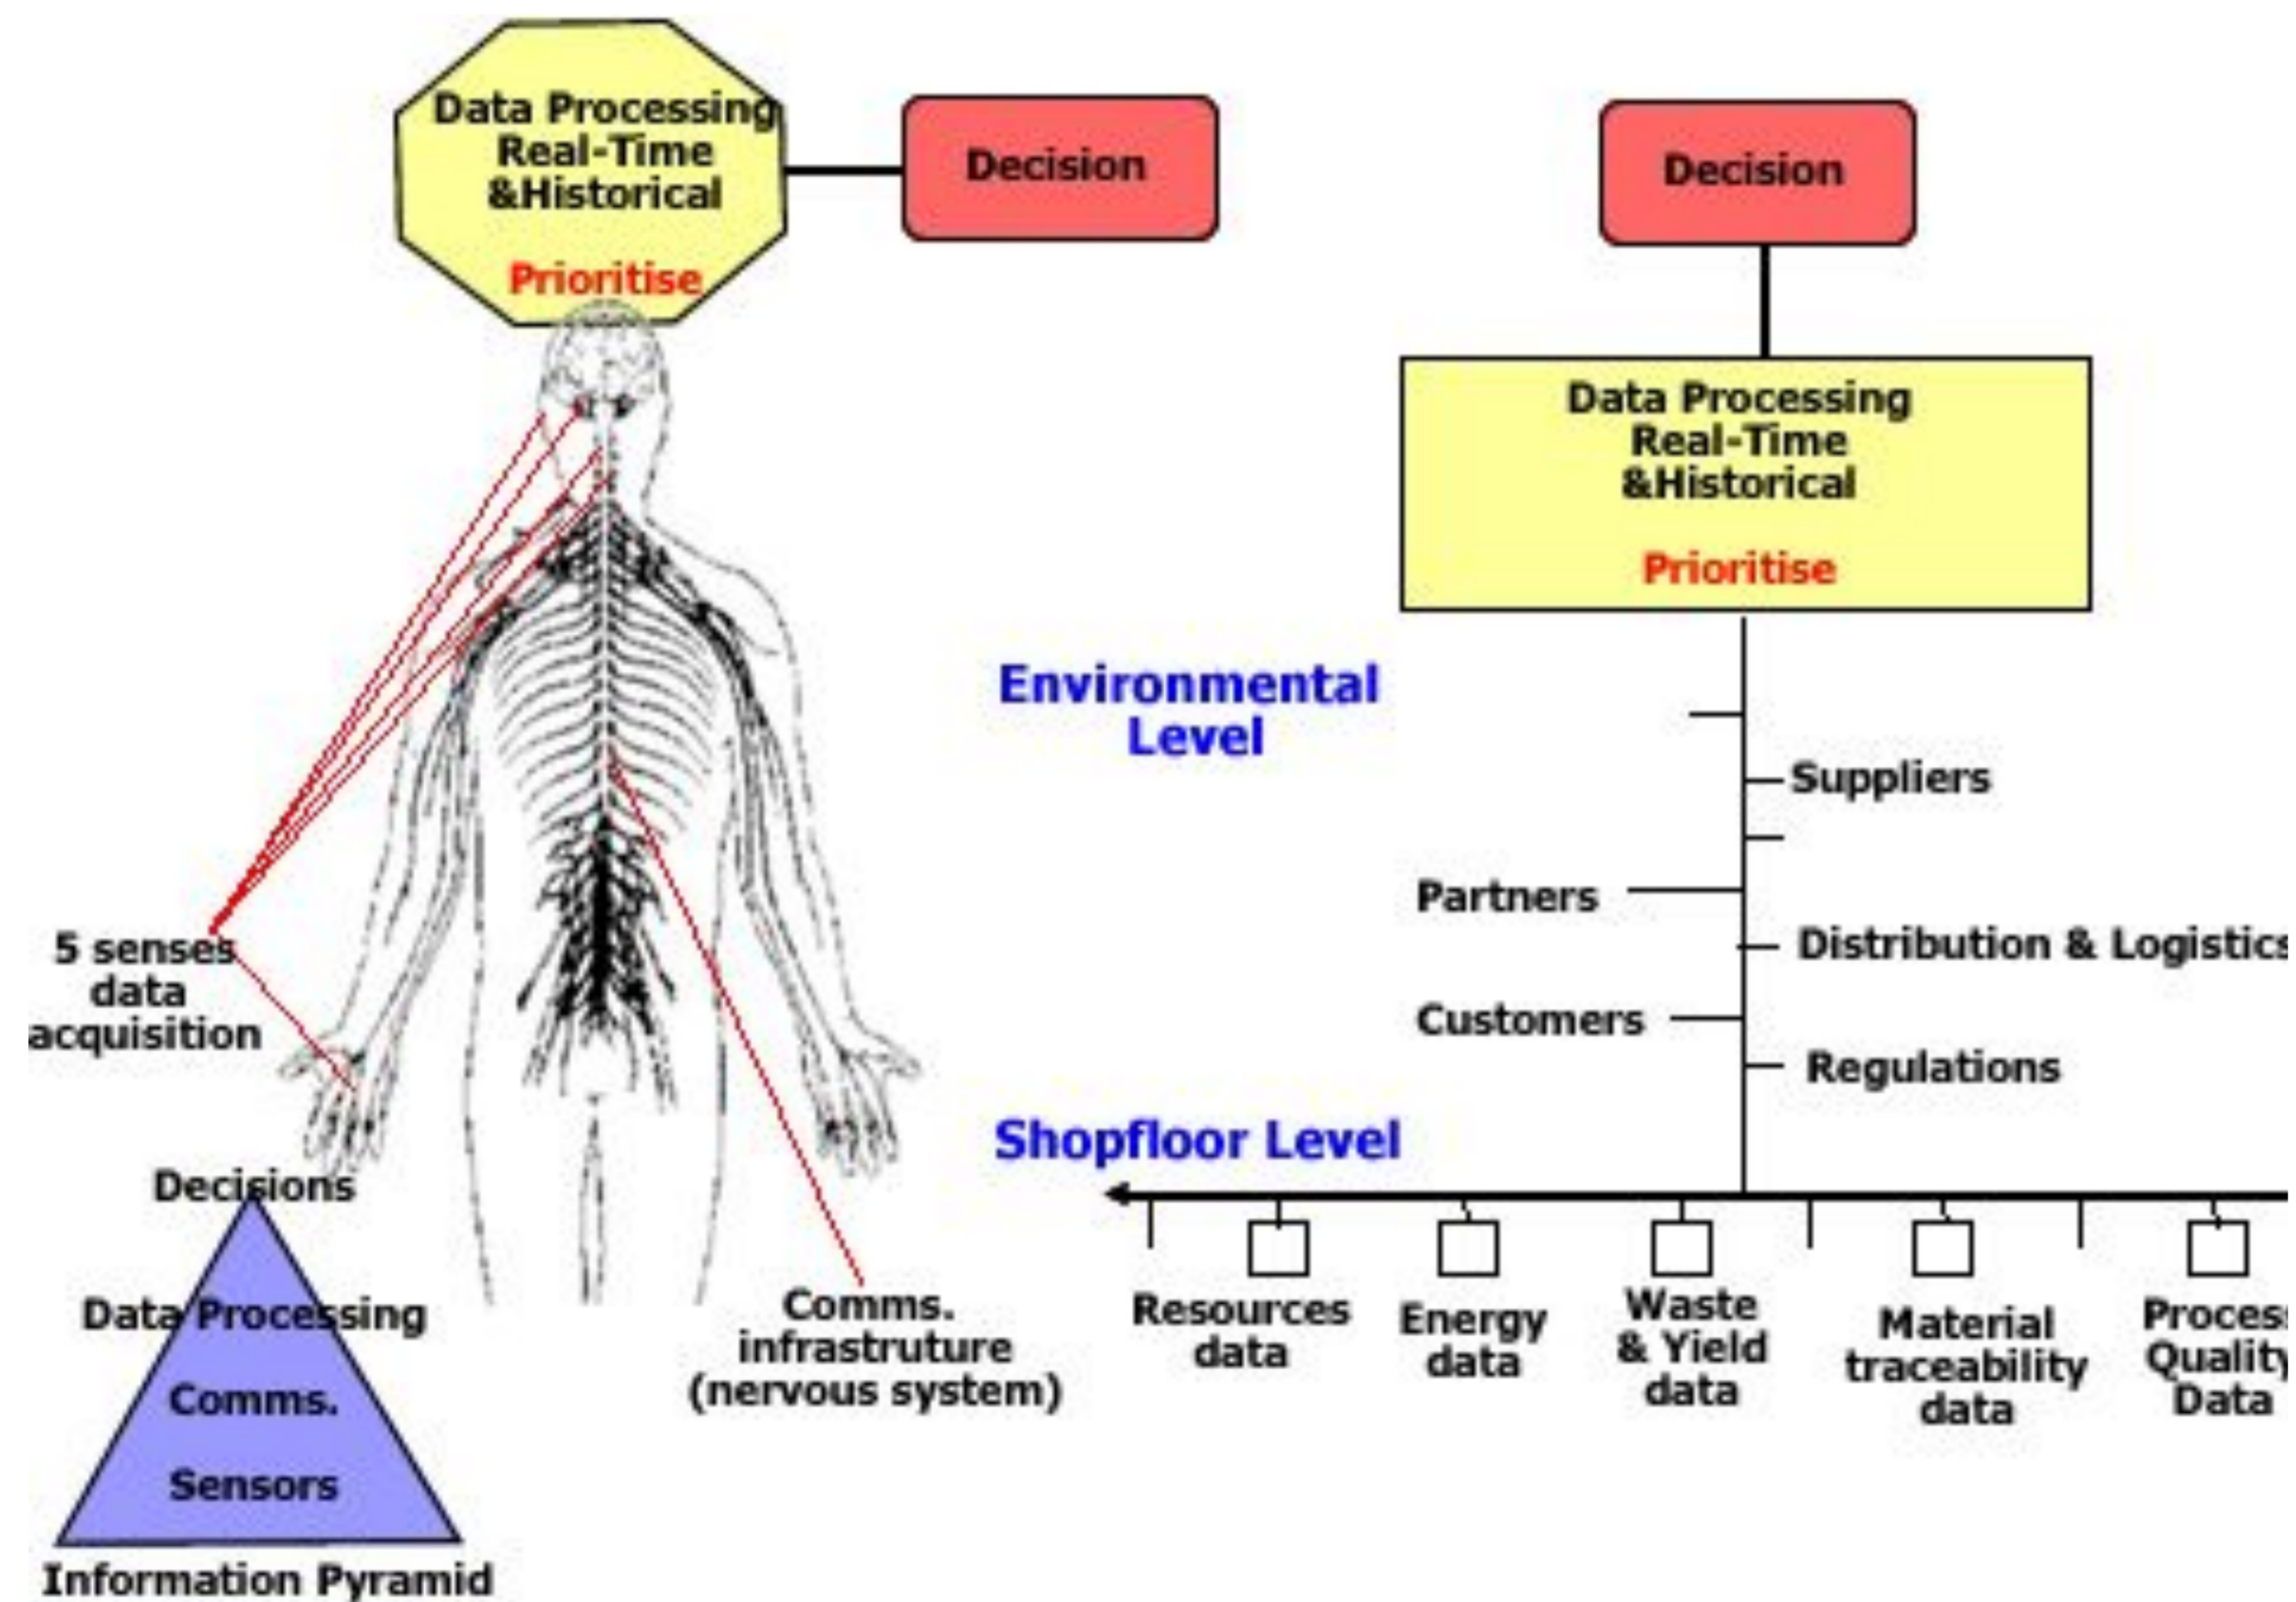 Data Processing
Real-Time
&Historical
Prioritise
Decision
Decision
Data Processing
Real-Time
&Historical
Prioritise
Environmental
Level
Suppliers
Partners
Distribution & Logistics
Customers
Regulations
5 senses
data
acquisition
Shopfloor Level
Decisions
Data Processing
Comms.
Sensors
Information Pyramid
Comms.
infrastruture
(nervous system)
Resources
data
Energy
data
Waste
& Yield
data
Material
traceability
data
Process
Quality
Data